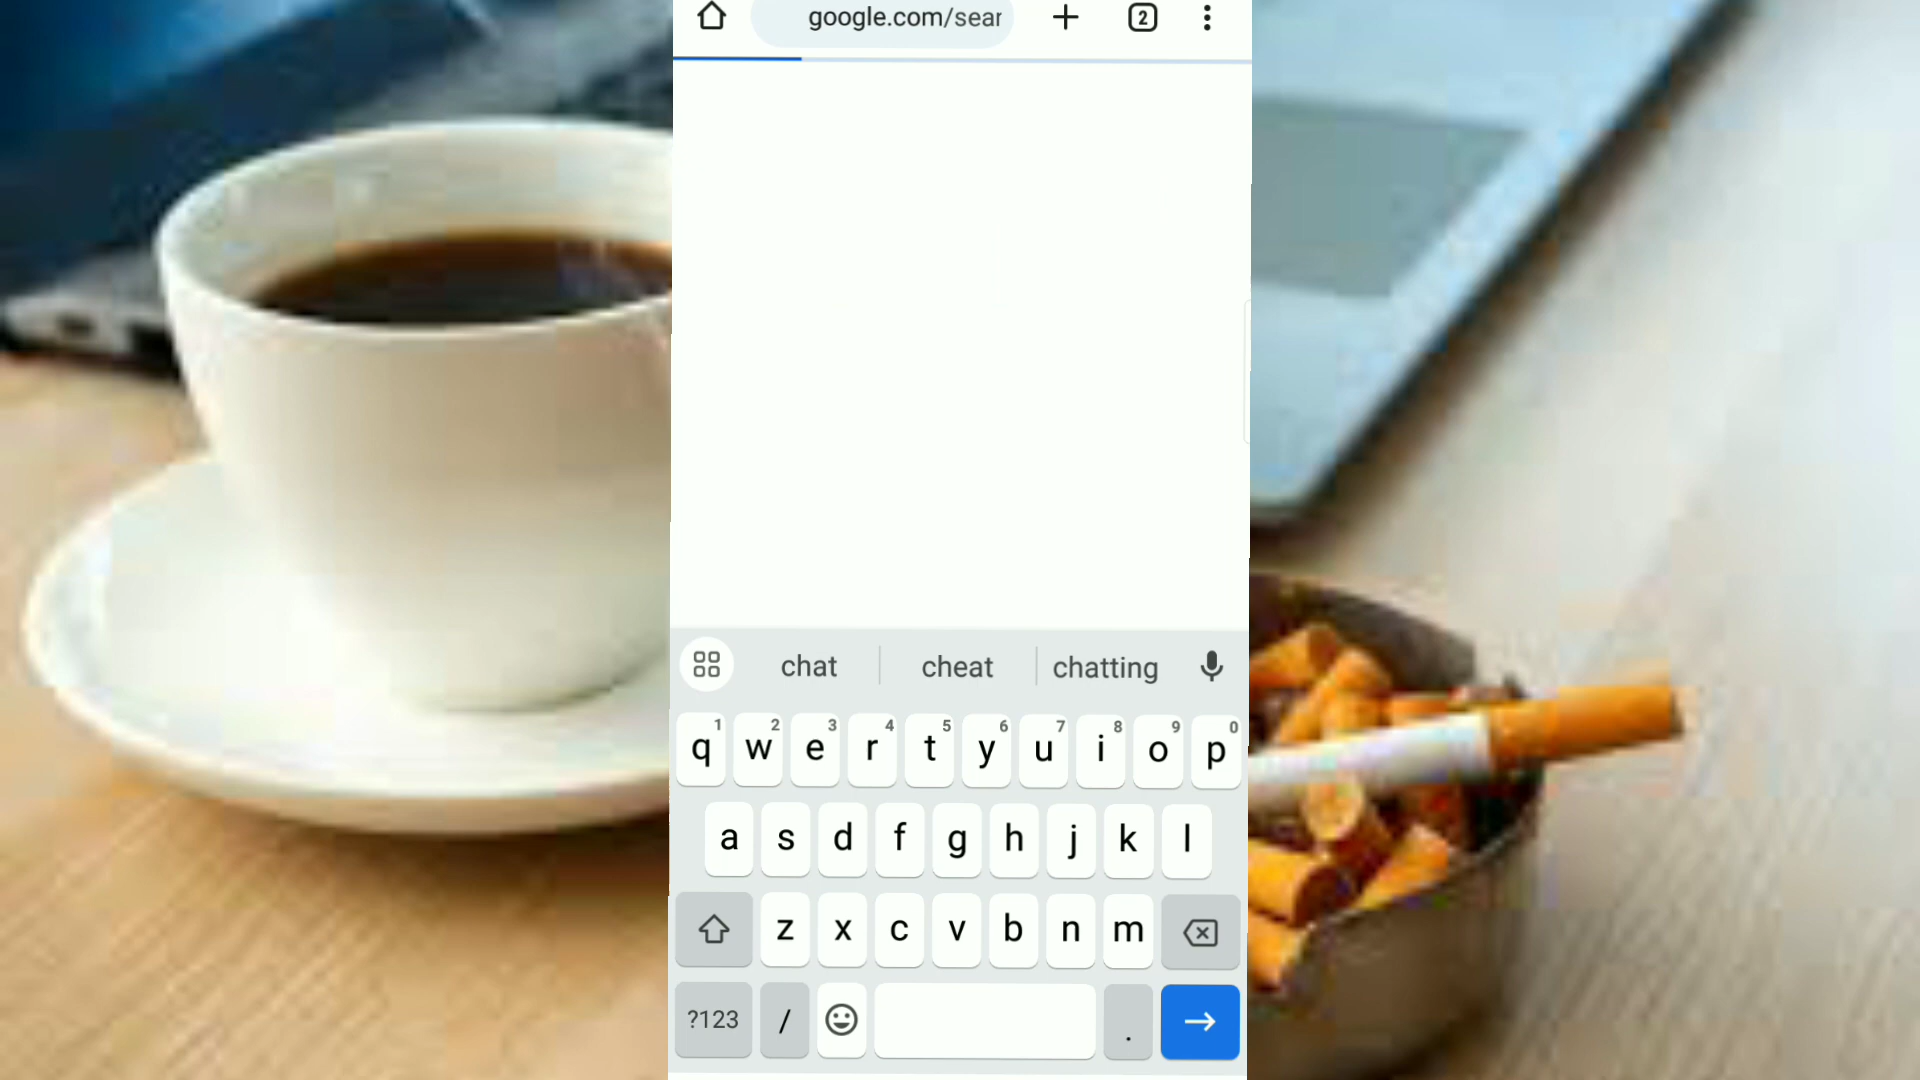 google.com/sear
2
chat
cheat
chatting
1 2 3 4 5 6 7 8 9 0
q w e r t y u i o p
a s d f g h j k l
z x c v b n m
?123 / .